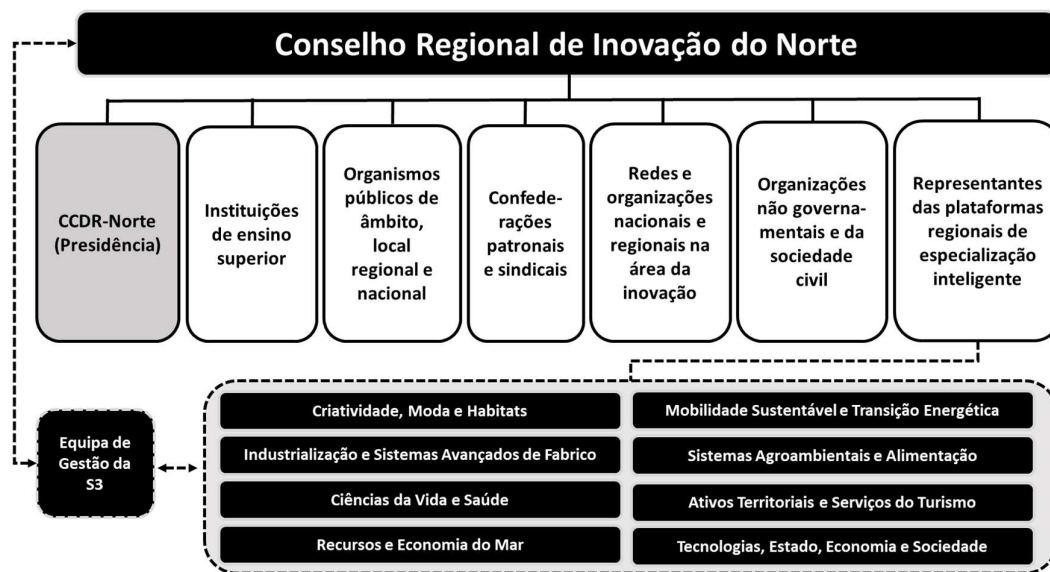 Conselho Regional de Inovação do Norte
CCDR-Norte
(Presidência)
Instituições
de ensino
superior
Organismos
públicos de
âmbito,
local
regional e
nacional
Confede-
rações
patronais
e sindicais
Redes e
organizações
nacionais e
regionais na
área da
inovação
Organizações
não governa-
mentais e da
sociedade
civil
Representantes
das plataformas
regionais de
especialização
inteligente
Equipa de
Gestão da
S3
Criatividade, Moda e Habitats
Industrialização e Sistemas Avançados de Fabrico
Ciências da Vida e Saúde
Recursos e Economia do Mar
Mobilidade Sustentável e Transição Energética
Sistemas Agroambientais e Alimentação
Ativos Territoriais e Serviços do Turismo
Tecnologias, Estado, Economia e Sociedade